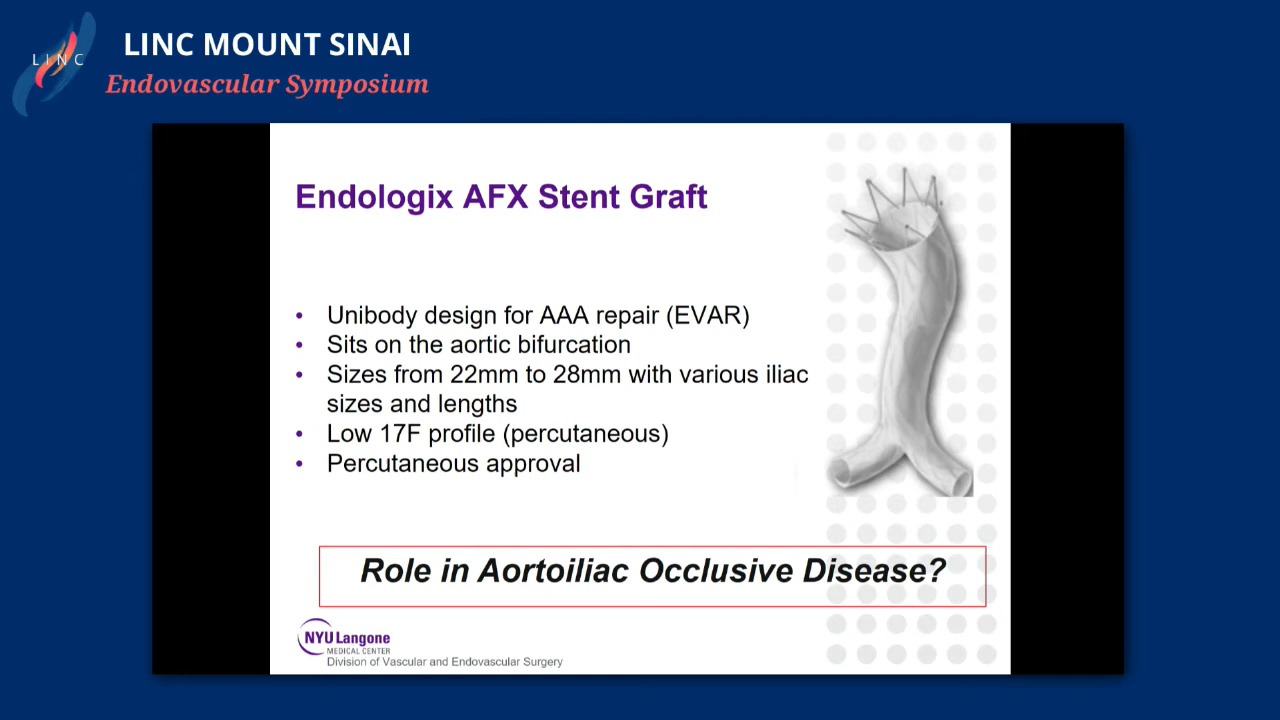 LINC
LINC MOUNT SINAI
Endovascular Symposium
Endologix AFX Stent Graft
• Unibody design for AAA repair (EVAR)
• Sits on the aortic bifurcation
• Sizes from 22mm to 28mm with various iliac
sizes and lengths
• Low 17F profile (percutaneous)
• Percutaneous approval
Role in Aortoiliac Occlusive Disease?
NYU Langone
MEDICAL CENTER
Division of Vascular and Endovascular Surgery